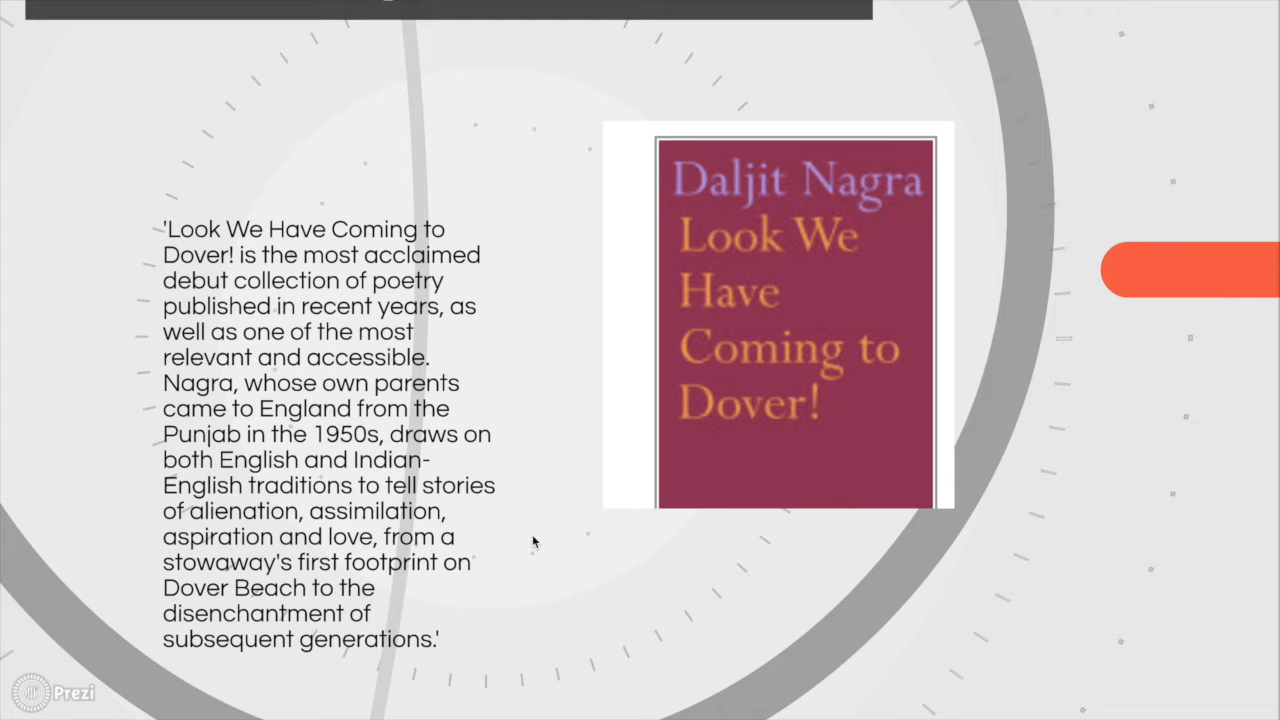 'Look We Have Coming to
Dover! is the most acclaimed
debut collection of poetry
published in recent years, as
well as one of the most
relevant and accessible.
Nagra, whose own parents
came to England from the
Punjab in the 1950s, draws on
both English and Indian-
English traditions to tell stories
of alienation, assimilation,
aspiration and love, from a
stowaway's first footprint on
Dover Beach to the
disenchantment of
subsequent generations.'
Daljit Nagra
Look We
Have
Coming to
Dover!
Prezi